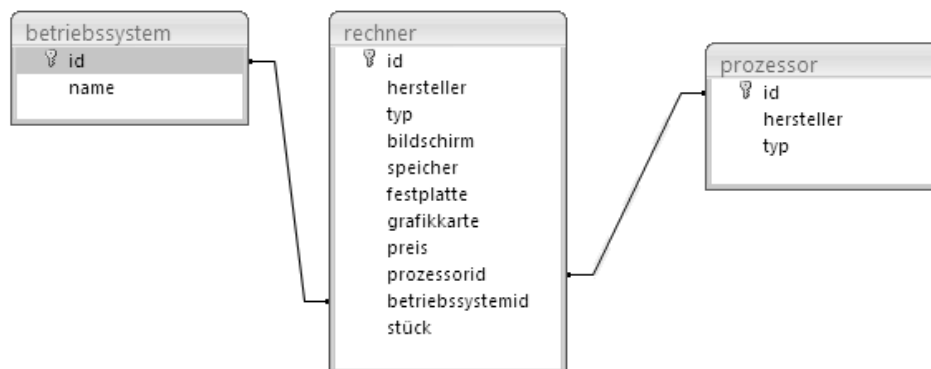 betriebssystem
id
name
rechner
id
hersteller
typ
bildschirm
speicher
festplatte
grafikkarte
preis
prozessorid
betriebssystemid
stück
prozessor
id
hersteller
typ